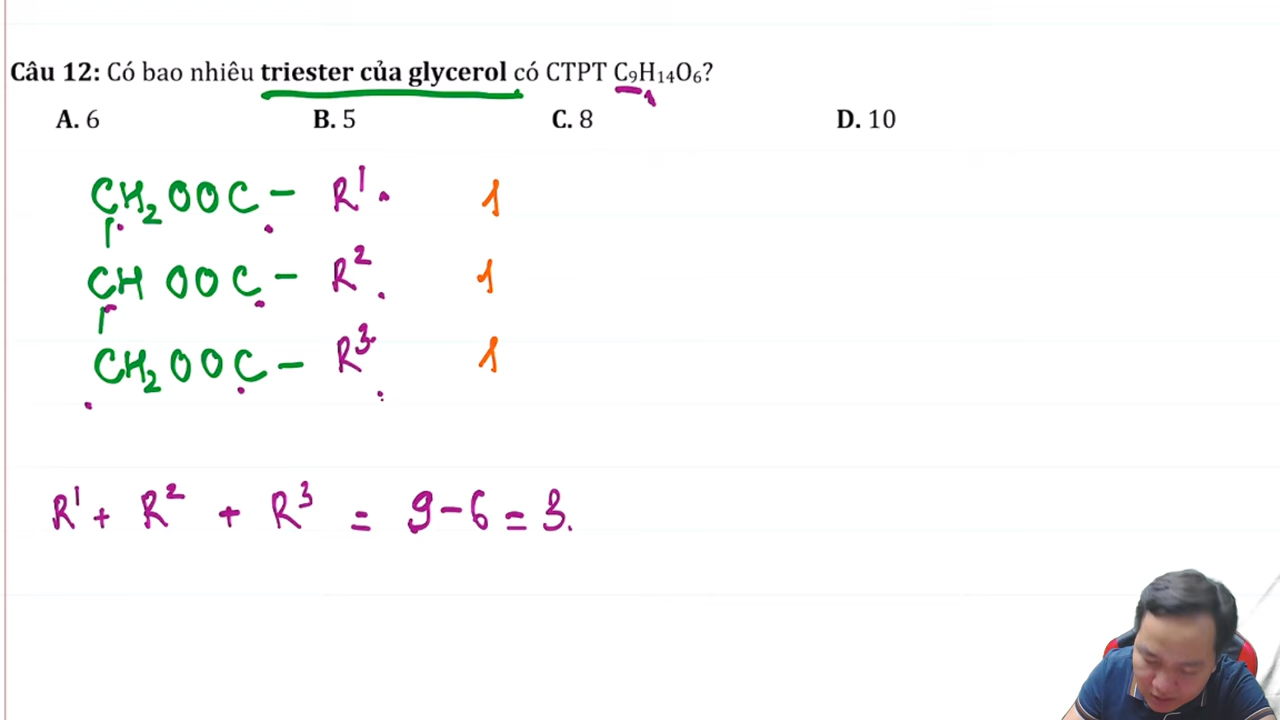 Câu 12: Có bao nhiêu triester của glycerol có CTPT C₉H₁₄O₆?
A. 6 B. 5 C. 8 D. 10
CH₂OOC – R¹ 1
CH OOC – R² 1
CH₂OOC – R³ 1
R¹ + R² + R³ = 9 - 6 = 3.